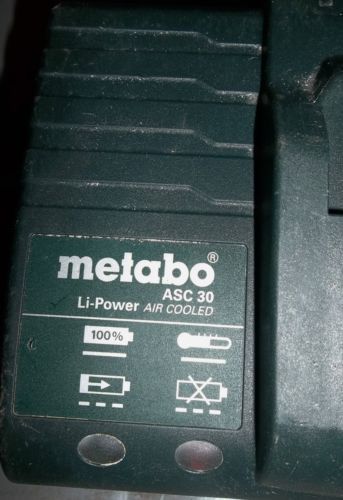 metabo®
ASC 30
Li-Power AIR COOLED
100%